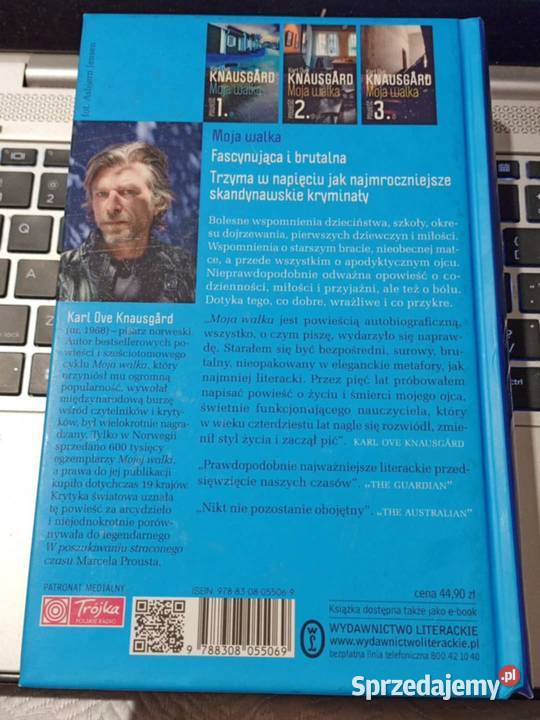 fot. Asbjørn Jensen
KNAUSGÅRD
Moja walka
1.
KNAUSGÅRD
Moja walka
2.
Karl Ove
KNAUSGÅRD
Moja walka
3.
Moja walka
Fascynująca i brutalna
Trzyma w napięciu jak najmroczniejsze
skandynawskie kryminały
Bolesne wspomnienia dzieciństwa, szkoły, okre-
su dojrzewania, pierwszych dziewczyn i miłości.
Wspomnienia o starszym bracie, nieobecnej mat-
ce, a przede wszystkim o apodyktycznym ojcu.
Nieprawdopodobnie odważna opowieść o co-
dzienności, miłości i przyjaźni, ale też o bólu.
Dotyka tego, co dobre, wrażliwe i co przykre.
„Moja walka jest powieścią autobiograficzną,
wszystko, o czym piszę, wydarzyło się napraw-
dę. Starałem się być bezpośredni, surowy, bru-
talny, nieopakowany w eleganckie metafory, jak
najmniej literacki. Przez pięć lat próbowałem
napisać powieść o życiu i śmierci mojego ojca,
świetnie funkcjonującego nauczyciela, który
w wieku czterdziestu lat nagle się rozwiódł, zmie-
nił styl życia i zaczął pić”. KARL OVE KNAUSGÅRD
„Prawdopodobnie najważniejsze literackie przed-
sięwzięcie naszych czasów”. „THE GUARDIAN”
„Nikt nie pozostanie obojętny”. „THE AUSTRALIAN”
Karl Ove Knausgård
(ur. 1968) – pisarz norweski.
Autor bestsellerowych po-
wieści i sześciotomowego
cyklu Moja walka, który
przyniósł mu ogromną
popularność, wywołał
międzynarodową burzę
wśród czytelników i kryty-
ków, był wielokrotnie nagra-
dzany. Tylko w Norwegii
sprzedano 600 tysięcy
egzemplarzy Mojej walki,
a prawa do jej publikacji
kupiło dotychczas 19 krajów.
Krytyka światowa uznała
tę powieść za arcydzieło
i niejednokrotnie porów-
nywała do legendarnego
W poszukiwaniu straconego
czasu Marcela Prousta.
PATRONAT MEDIALNY
Trójka
POLSKIE RADIO
ISBN 978 83 08 05506 9
9 788308 055069
cena 44,90 zł
Książka dostępna także jako e-book
WYDAWNICTWO LITERACKIE
www.wydawnictwoliterackie.pl
bezpłatna linia telefoniczna 800 42 10 40
Sprzedajemy.pl